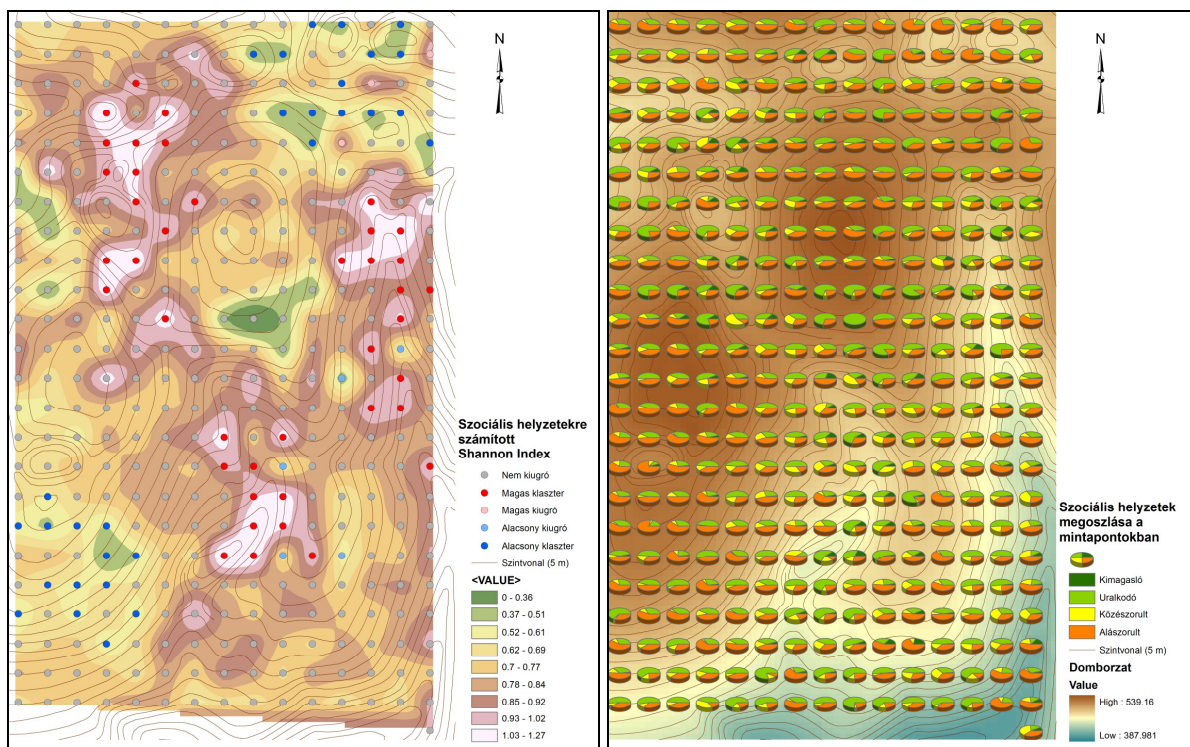 N
Szociális helyzetekre
számított
Shannon Index
Nem kiugró
Magas klaszter
Magas kiugró
Alacsony kiugró
Alacsony klaszter
Szintvonal (5 m)
<VALUE>
0 - 0.36
0.37 - 0.51
0.52 - 0.61
0.62 - 0.69
0.7 - 0.77
0.78 - 0.84
0.85 - 0.92
0.93 - 1.02
1.03 - 1.27
N
Szociális helyzetek
megoszlása a
mintapontokban
Kimagasló
Uralkodó
Közészorult
Alászorult
Szintvonal (5 m)
Domborzat
Value
High : 539.16
Low : 387.981